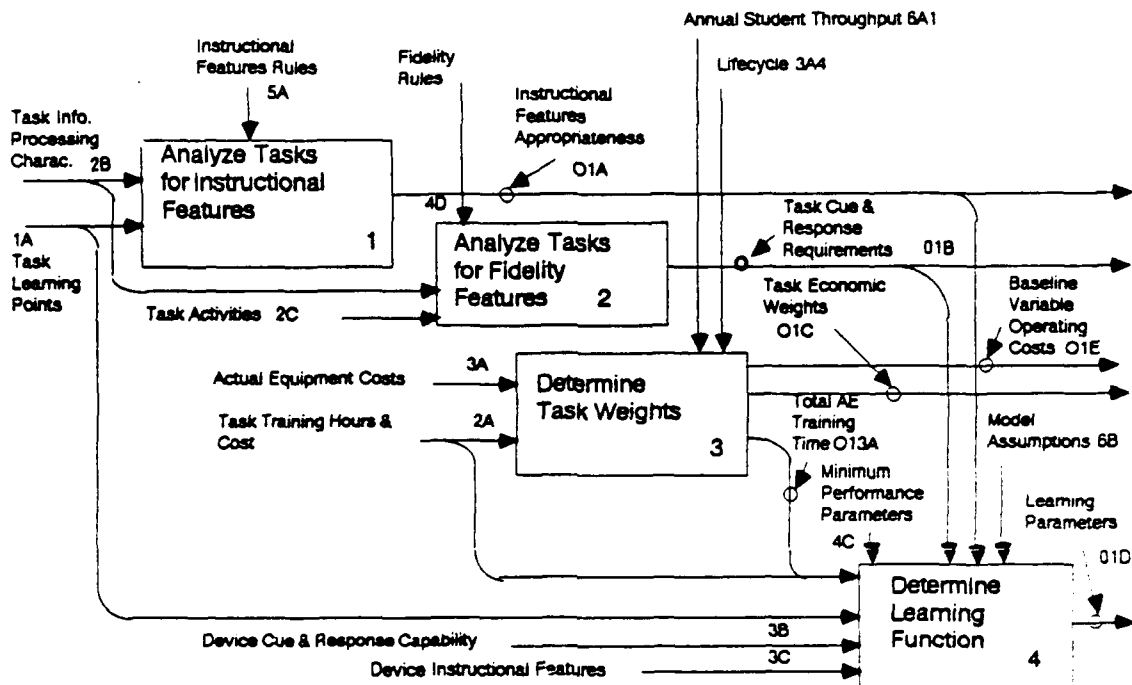 Annual Student Throughput 6A1
Instructional
Features Rules
5A
Fidelity
Rules
Lifecycle 3A4
Instructional
Features
Appropriateness
O1A
Task Info.
Processing
Charac.
2B
Analyze Tasks
for Instructional
Features
1
1A
Task
Learning
Points
4D
Analyze Tasks
for Fidelity
Features
2
Task Cue &
Response
Requirements
01B
Task Activities 2C
Task Economic
Weights
O1C
Baseline
Variable
Operating
Costs O1E
Actual Equipment Costs
3A
Determine
Task Weights
3
Task Training Hours &
Cost
2A
Total AE
Training
Time O13A
Model
Assumptions 6B
Minimum
Performance
Parameters
4C
Learning
Parameters
01D
Determine
Learning
Function
4
Device Cue & Response Capability
3B
Device Instructional Features
3C